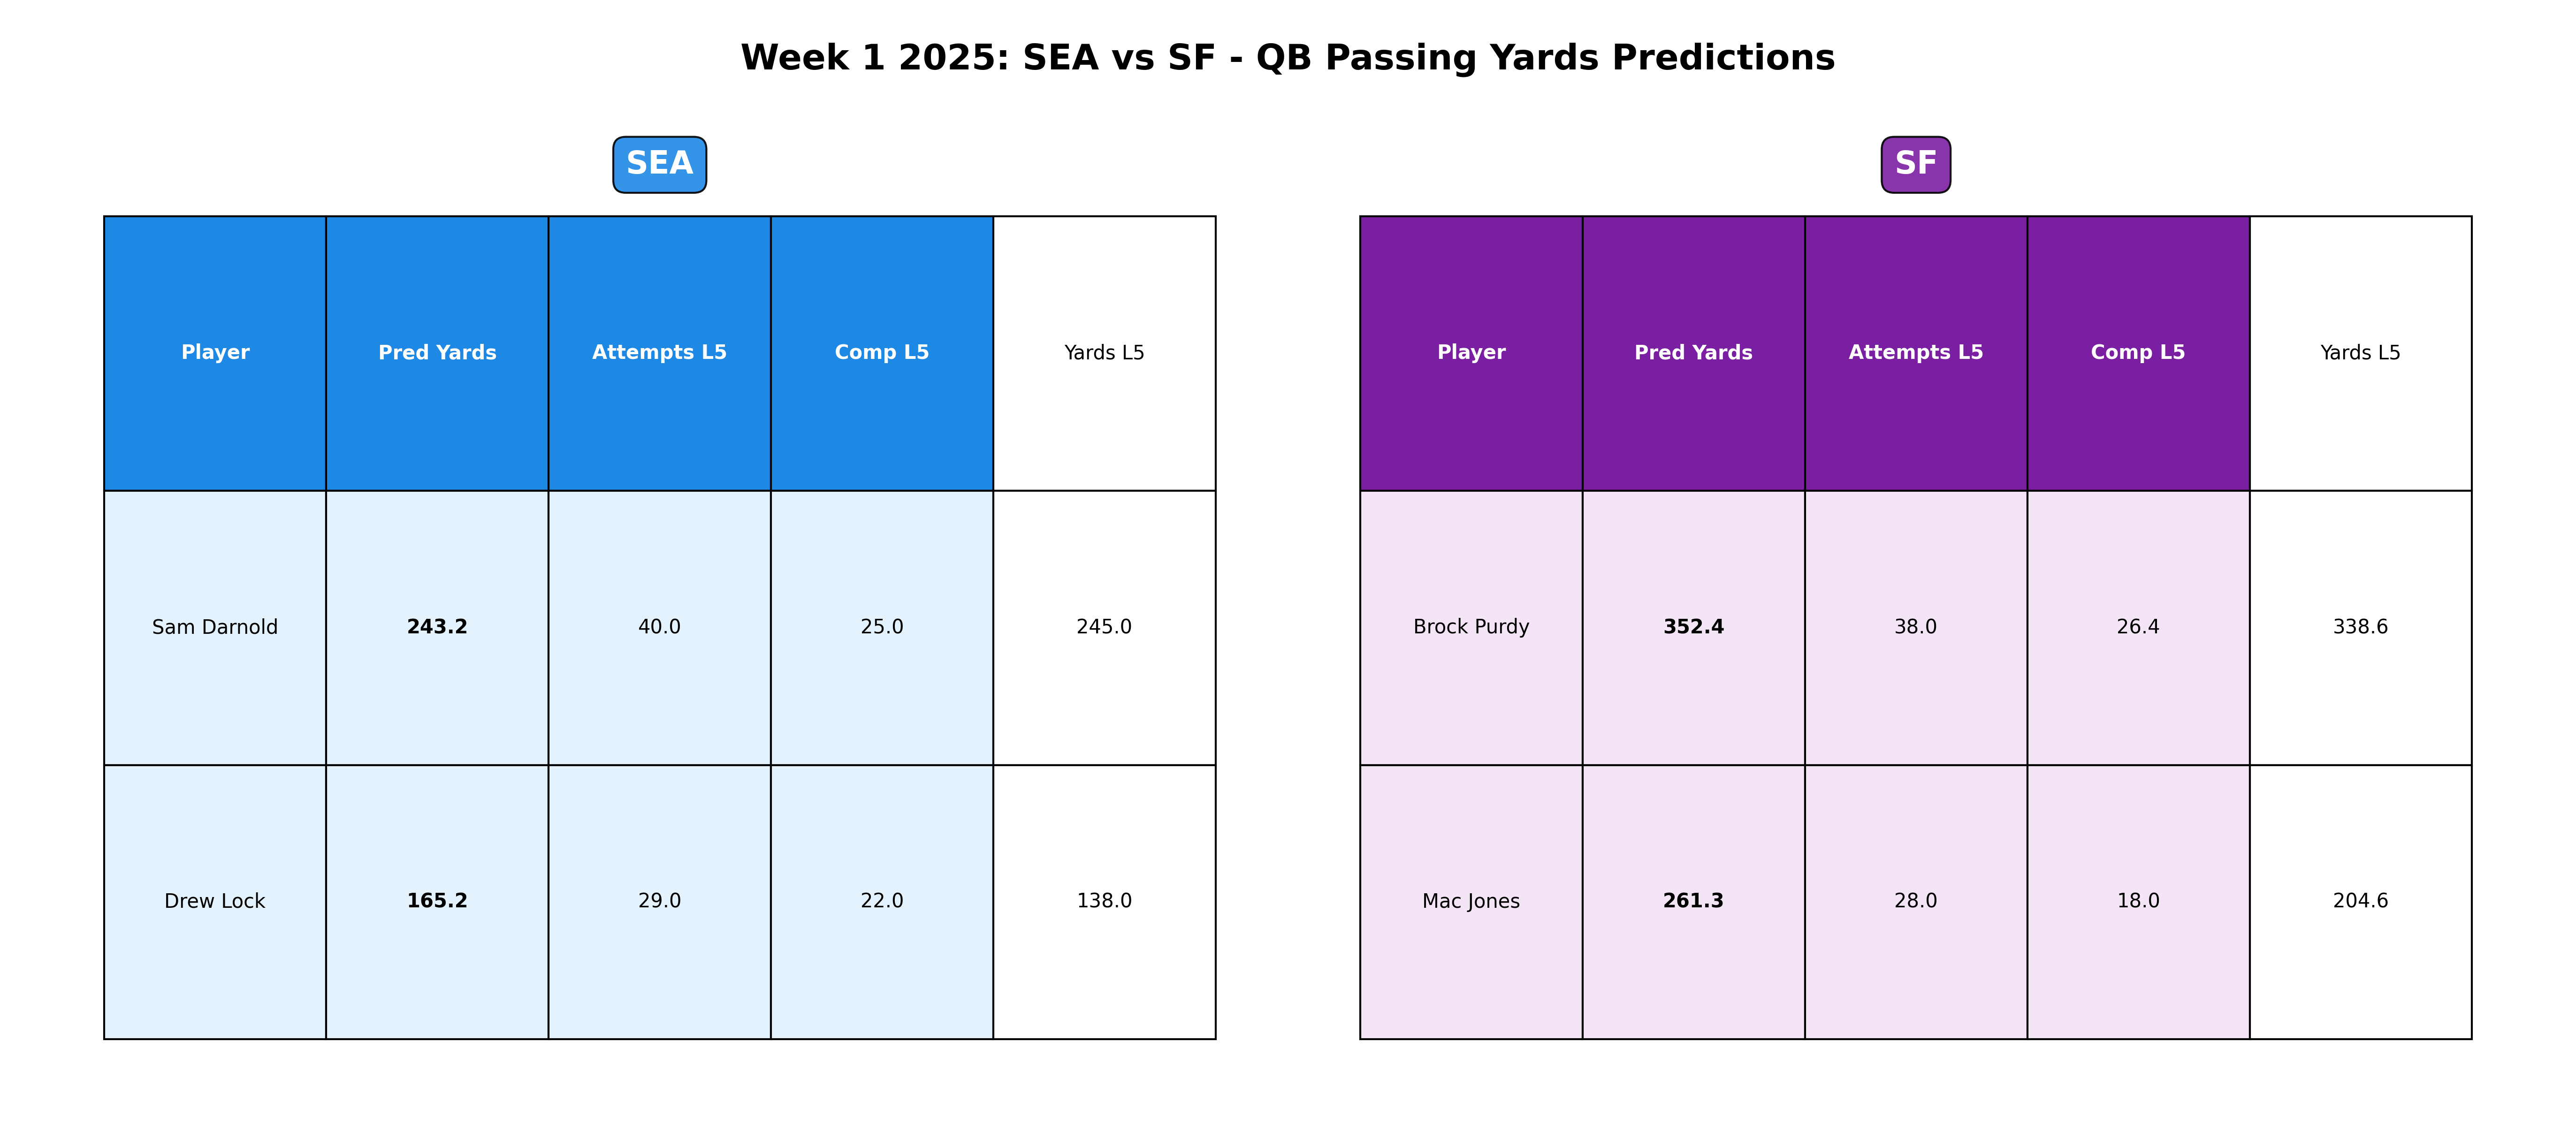 Week 1 2025: SEA vs SF - QB Passing Yards Predictions
SEA
Player Pred Yards Attempts L5 Comp L5 Yards L5
Sam Darnold 243.2 40.0 25.0 245.0
Drew Lock 165.2 29.0 22.0 138.0
SF
Player Pred Yards Attempts L5 Comp L5 Yards L5
Brock Purdy 352.4 38.0 26.4 338.6
Mac Jones 261.3 28.0 18.0 204.6